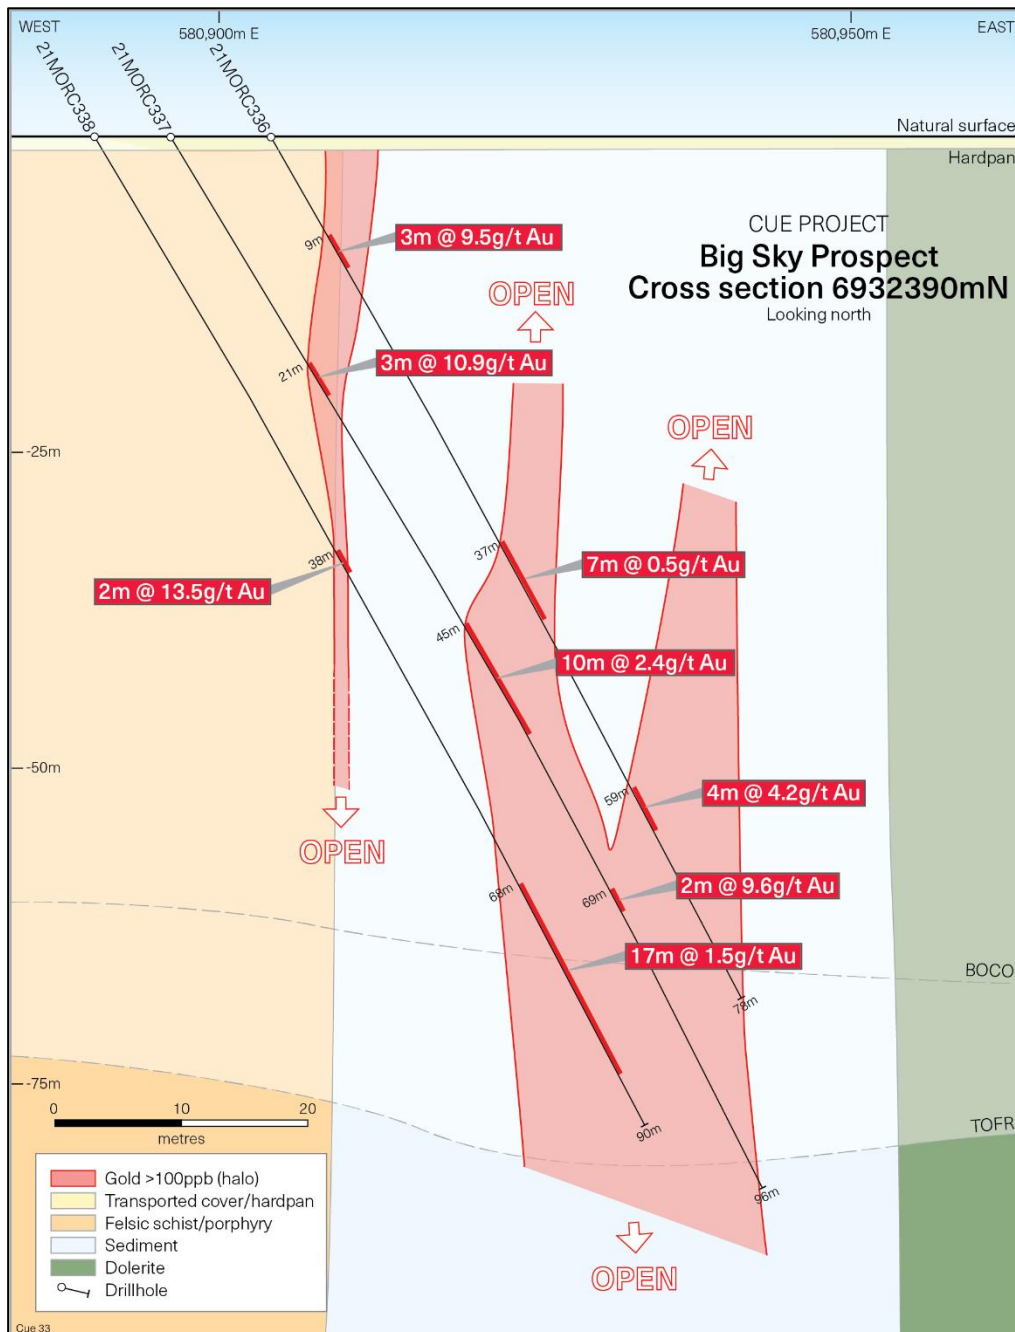 WEST
580,900m E
580,950m E
EAST
21MORC338
21MORC337
21MORC336
Natural surface
Hardpan
CUE PROJECT
Big Sky Prospect
Cross section 6932390mN
Looking north
9m
3m @ 9.5g/t Au
OPEN
21m
3m @ 10.9g/t Au
OPEN
-25m
37m
7m @ 0.5g/t Au
38m
2m @ 13.5g/t Au
45m
10m @ 2.4g/t Au
-50m
59m
4m @ 4.2g/t Au
OPEN
68m
69m
2m @ 9.6g/t Au
17m @ 1.5g/t Au
BOCO
78m
-75m
0
10
20
metres
90m
TOFR
96m
Gold >100ppb (halo)
Transported cover/hardpan
Felsic schist/porphyry
Sediment
Dolerite
Drillhole
OPEN
Cue 33